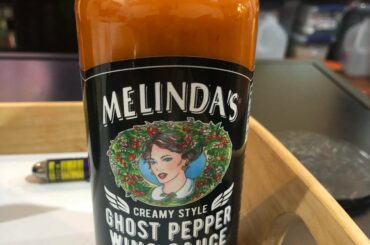 MELINDA'S
CREAMY STYLE
GHOST PEPPER
WING SAUCE